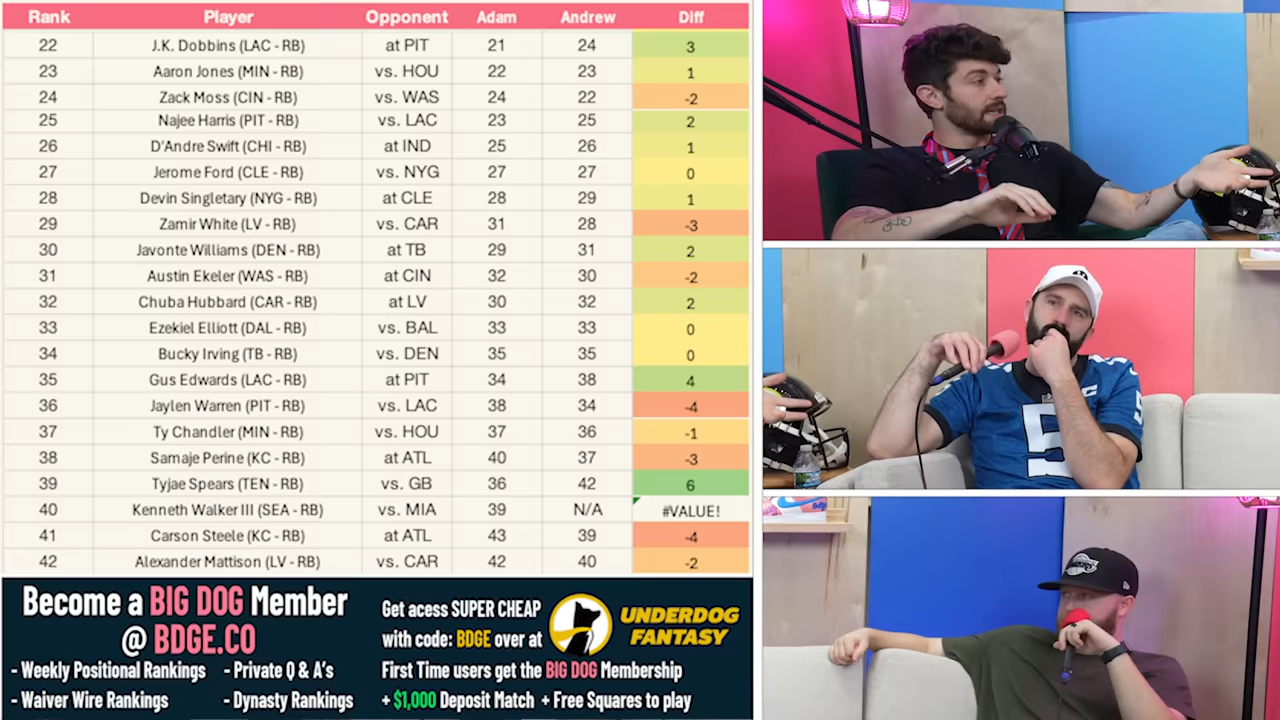 Rank Player Opponent Adam Andrew Diff
22 J.K. Dobbins (LAC - RB) at PIT 21 24 3
23 Aaron Jones (MIN - RB) vs. HOU 22 23 1
24 Zack Moss (CIN - RB) vs. WAS 24 22 -2
25 Najee Harris (PIT - RB) vs. LAC 23 25 2
26 D'Andre Swift (CHI - RB) at IND 25 26 1
27 Jerome Ford (CLE - RB) vs. NYG 27 27 0
28 Devin Singletary (NYG - RB) at CLE 28 29 1
29 Zamir White (LV - RB) vs. CAR 31 28 -3
30 Javonte Williams (DEN - RB) at TB 29 31 2
31 Austin Ekeler (WAS - RB) at CIN 32 30 -2
32 Chuba Hubbard (CAR - RB) at LV 30 32 2
33 Ezekiel Elliott (DAL - RB) vs. BAL 33 33 0
34 Bucky Irving (TB - RB) vs. DEN 35 35 0
35 Gus Edwards (LAC - RB) at PIT 34 38 4
36 Jaylen Warren (PIT - RB) vs. LAC 38 34 -4
37 Ty Chandler (MIN - RB) vs. HOU 37 36 -1
38 Samaje Perine (KC - RB) at ATL 40 37 -3
39 Tyjae Spears (TEN - RB) vs. GB 36 42 6
40 Kenneth Walker III (SEA - RB) vs. MIA 39 N/A #VALUE!
41 Carson Steele (KC - RB) at ATL 43 39 -4
42 Alexander Mattison (LV - RB) vs. CAR 42 40 -2
Become a BIG DOG Member
@ BDGE.CO
- Weekly Positional Rankings - Private Q & A's
- Waiver Wire Rankings - Dynasty Rankings
Get acess SUPER CHEAP
with code: BDGE over at
UNDERDOG
FANTASY
First Time users get the BIG DOG Membership
+ $1,000 Deposit Match + Free Squares to play
5